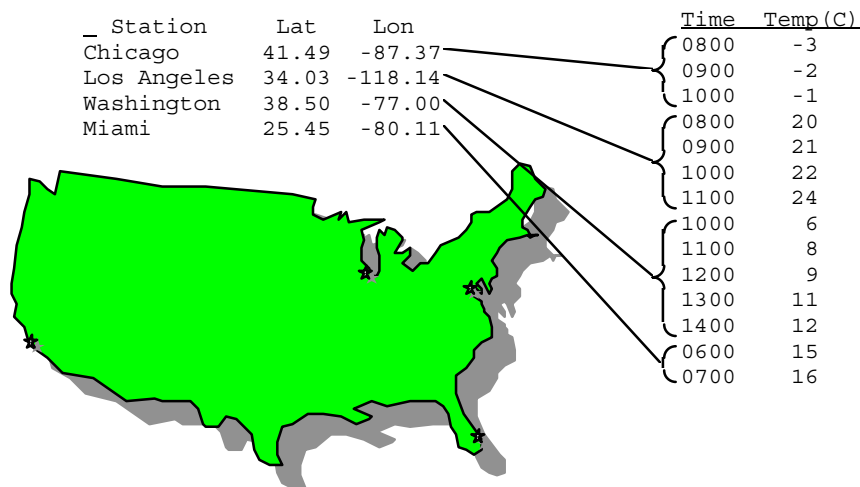 _ Station Lat Lon
Chicago 41.49 -87.37
Los Angeles 34.03 -118.14
Washington 38.50 -77.00
Miami 25.45 -80.11
Time Temp(C)
0800 -3
0900 -2
1000 -1
0800 20
0900 21
1000 22
1100 24
1000 6
1100 8
1200 9
1300 11
1400 12
0600 15
0700 16